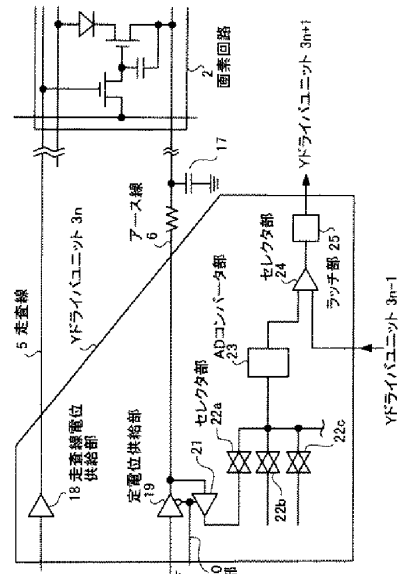 2
画素回路
17
アース線
6
5 走査線
Yドライバユニット 3n
Yドライバユニット 3n+1
セレクタ部
24
25
ラッチ部
ADコンバータ部
23
セレクタ部
22a
22b
22c
21
18 走査線電位
供給部
定電位供給部
19
Yドライバユニット 3n-1